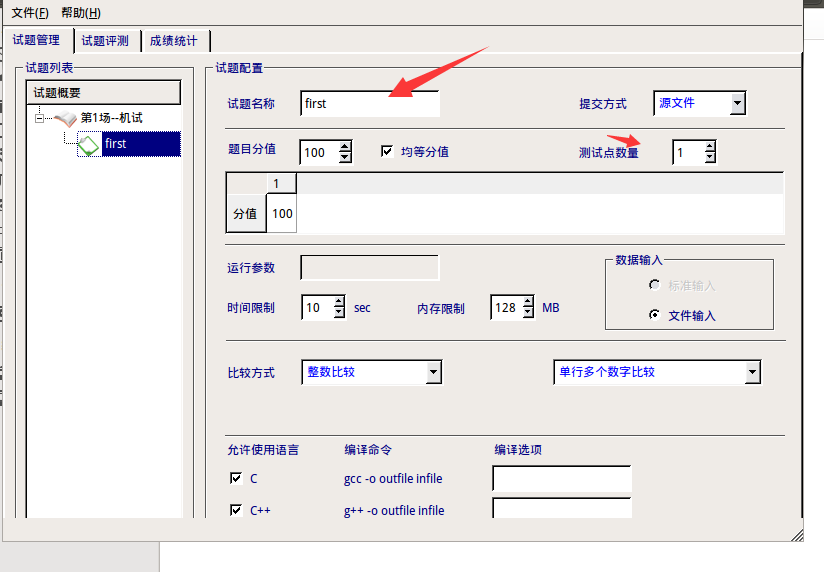 文件(F) 帮助(H)
试题管理 试题评测 成绩统计
试题列表 试题配置
试题概要
第1场--机试
first
试题名称 first 提交方式 源文件
题目分值 100 均等分值 测试点数量 1
1
分值 100
运行参数 数据输入
标准输入
时间限制 10 sec 内存限制 128 MB 文件输入
比较方式 整数比较 单行多个数字比较
允许使用语言 编译命令 编译选项
C gcc -o outfile infile
C++ g++ -o outfile infile